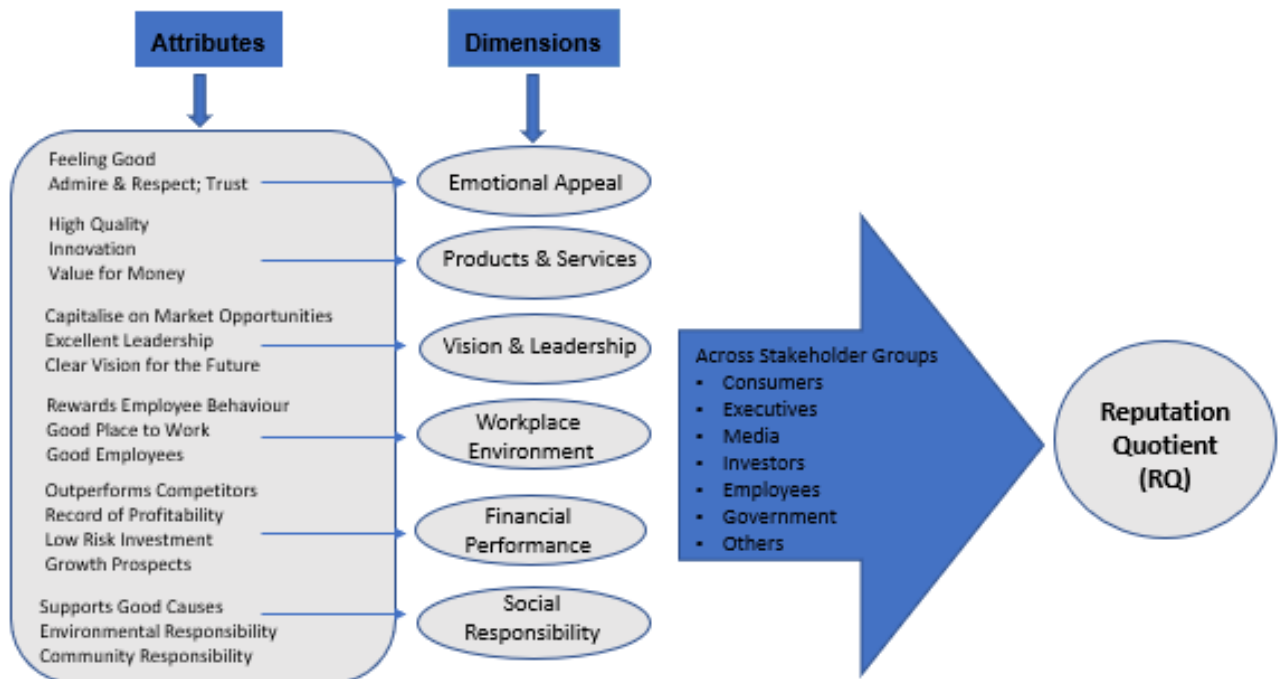 Attributes
Dimensions
Feeling Good
Admire & Respect; Trust
Emotional Appeal
High Quality
Innovation
Value for Money
Products & Services
Capitalise on Market Opportunities
Excellent Leadership
Clear Vision for the Future
Vision & Leadership
Rewards Employee Behaviour
Good Place to Work
Good Employees
Workplace
Environment
Outperforms Competitors
Record of Profitability
Low Risk Investment
Growth Prospects
Financial
Performance
Supports Good Causes
Environmental Responsibility
Community Responsibility
Social
Responsibility
Across Stakeholder Groups
▪ Consumers
▪ Executives
▪ Media
▪ Investors
▪ Employees
▪ Government
▪ Others
Reputation
Quotient
(RQ)